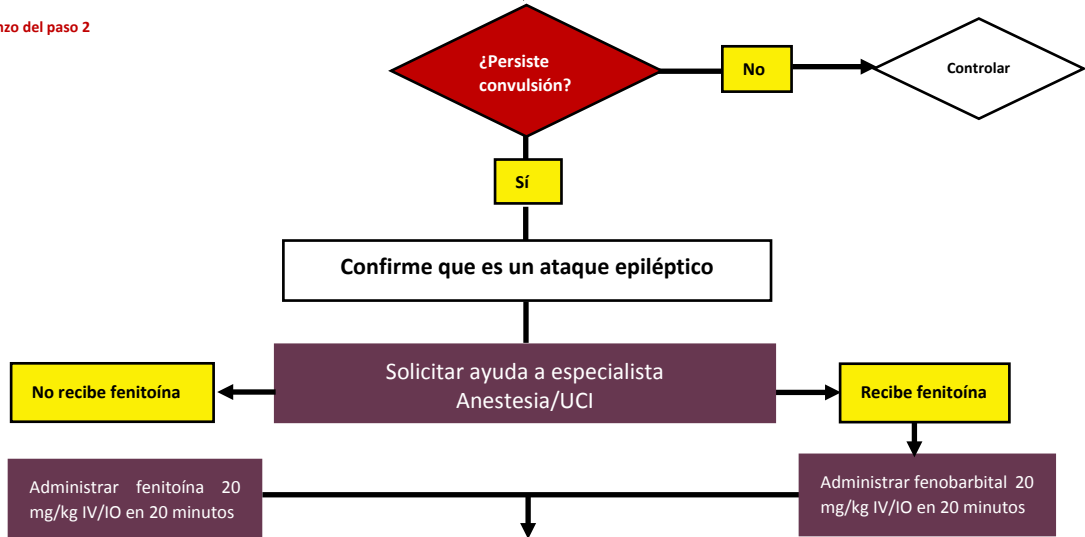 nzo del paso 2
¿Persiste
convulsión?
No
Controlar
Sí
Confirme que es un ataque epiléptico
Solicitar ayuda a especialista
Anestesia/UCI
No recibe fenitoína
Recibe fenitoína
Administrar fenitoína 20
mg/kg IV/IO en 20 minutos
Administrar fenobarbital 20
mg/kg IV/IO en 20 minutos